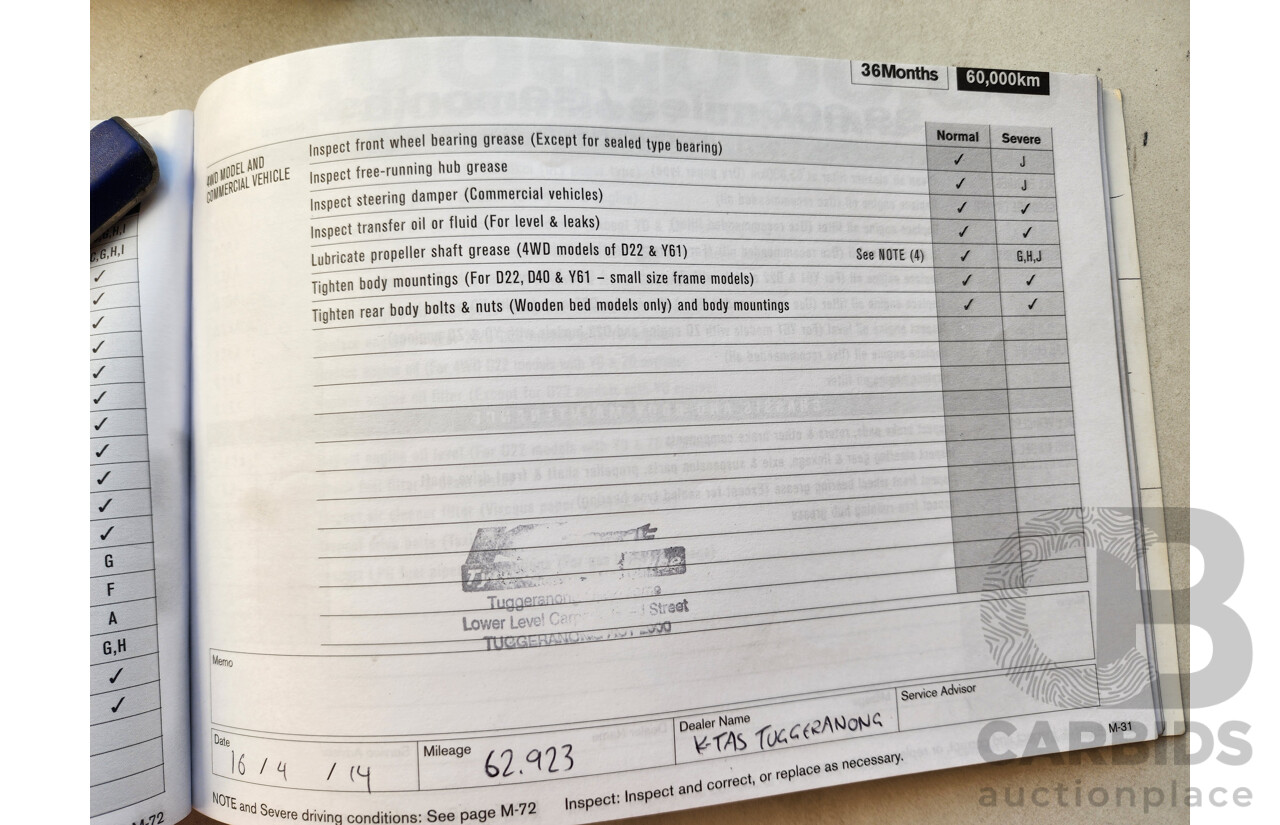 36Months 60,000km
Normal Severe
4WD MODEL AND
COMMERCIAL VEHICLE
Inspect front wheel bearing grease (Except for sealed type bearing) ✓ J
Inspect free-running hub grease ✓ J
Inspect steering damper (Commercial vehicles) ✓ ✓
Inspect transfer oil or fluid (For level & leaks) ✓ ✓
Lubricate propeller shaft grease (4WD models of D22 & Y61) See NOTE (4) ✓ G,H,J
Tighten body mountings (For D22, D40 & Y61 – small size frame models) ✓ ✓
Tighten rear body bolts & nuts (Wooden bed models only) and body mountings ✓ ✓
G,H,I
✓
✓
✓
✓
✓
✓
✓
✓
✓
✓
✓
G
F
A
G,H
✓
✓
M-72
Tuggeranong
Lower Level Street
TUGGERANONG
Memo
Date 16 / 4 / 14
Mileage 62.923
Dealer Name K-TAS TUGGERANONG
Service Advisor
M-31
NOTE and Severe driving conditions: See page M-72 Inspect: Inspect and correct, or replace as necessary.
CARBIDS
auctionplace